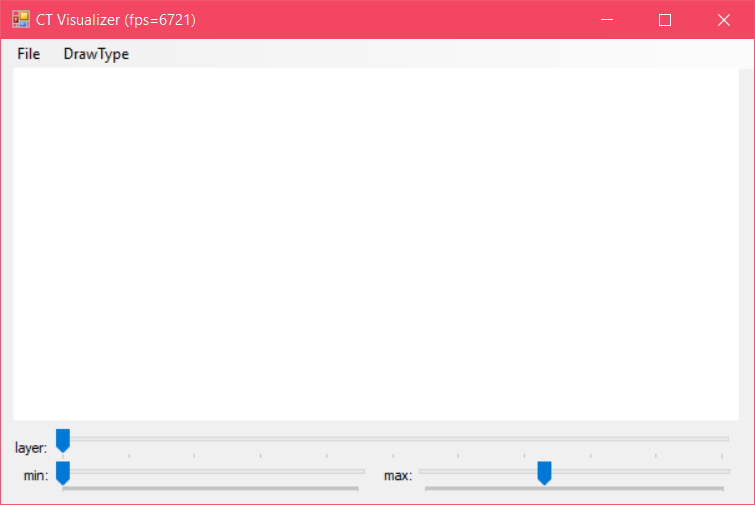 CT Visualizer (fps=6721)
File DrawType
layer:
min: max: